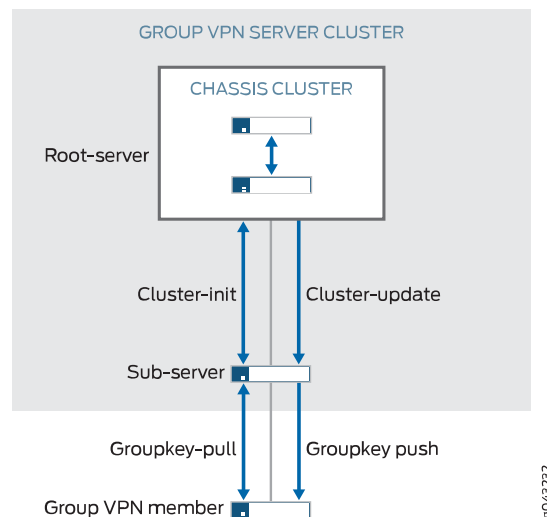 GROUP VPN SERVER CLUSTER
CHASSIS CLUSTER
Root-server
Cluster-init
Cluster-update
Sub-server
Groupkey-pull
Groupkey push
Group VPN member
g043232